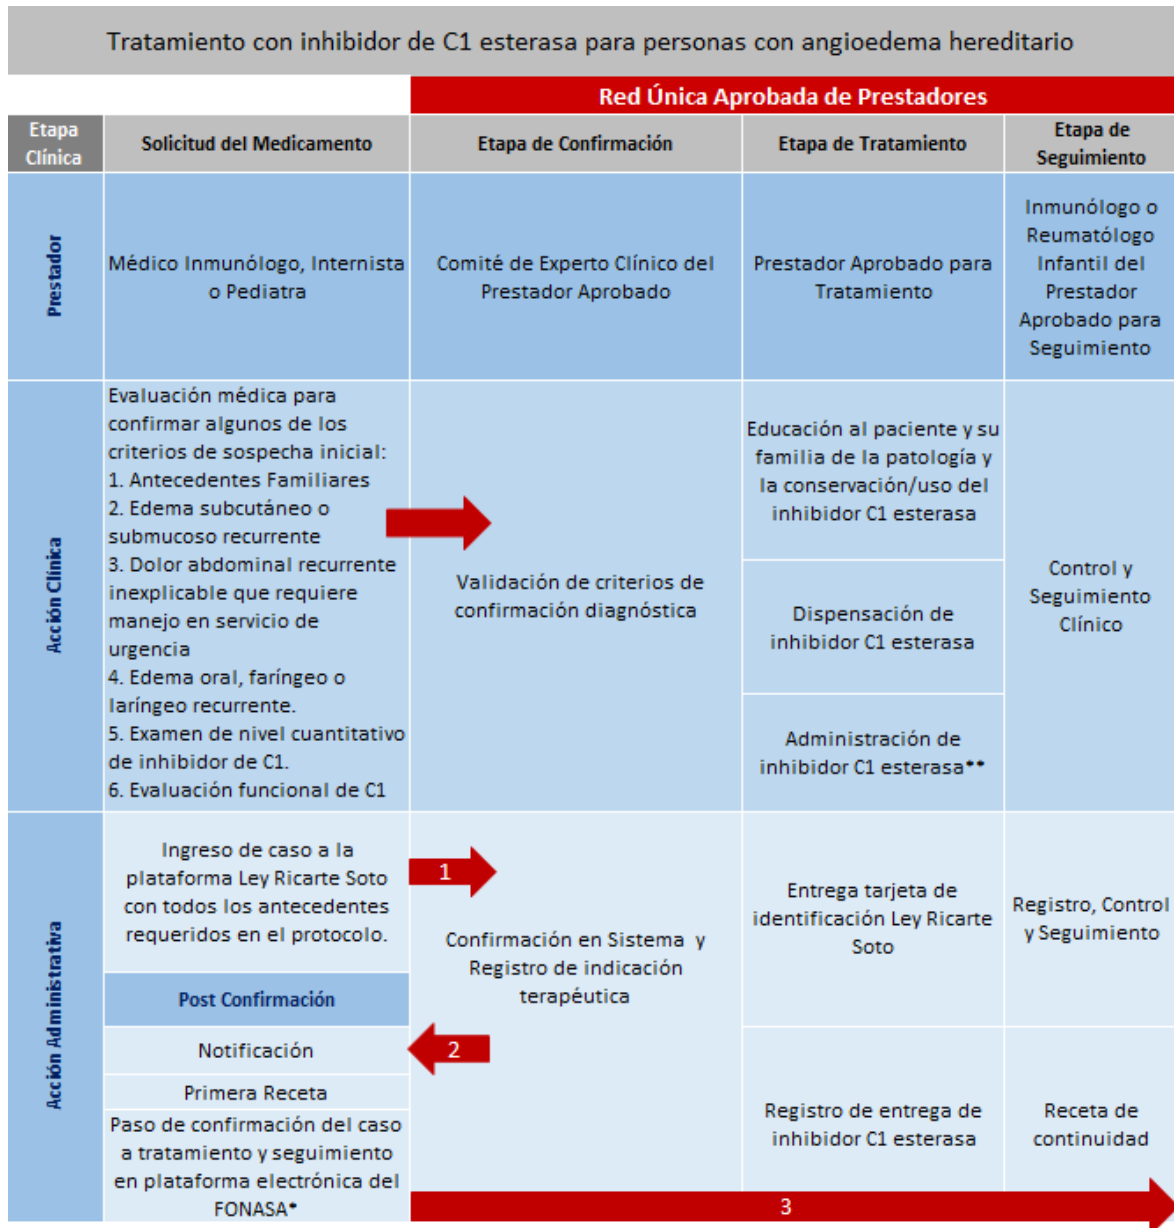 Tratamiento con inhibidor de C1 esterasa para personas con angioedema hereditario
Red Única Aprobada de Prestadores
Etapa
Clínica
Solicitud del Medicamento
Etapa de Confirmación
Etapa de Tratamiento
Etapa de
Seguimiento
Prestador
Médico Inmunólogo, Internista
o Pediatra
Comité de Experto Clínico del
Prestador Aprobado
Prestador Aprobado para
Tratamiento
Inmunólogo o
Reumatólogo
Infantil del
Prestador
Aprobado para
Seguimiento
Acción Clínica
Evaluación médica para
confirmar algunos de los
criterios de sospecha inicial:
1. Antecedentes Familiares
2. Edema subcutáneo o
submucoso recurrente
3. Dolor abdominal recurrente
inexplicable que requiere
manejo en servicio de
urgencia
4. Edema oral, faríngeo o
laríngeo recurrente.
5. Examen de nivel cuantitativo
de inhibidor de C1.
6. Evaluación funcional de C1
Validación de criterios de
confirmación diagnóstica
Educación al paciente y su
familia de la patología y
la conservación/uso del
inhibidor C1 esterasa
Dispensación de
inhibidor C1 esterasa
Administración de
inhibidor C1 esterasa**
Control y
Seguimiento
Clínico
Acción Administrativa
Ingreso de caso a la
plataforma Ley Ricarte Soto
con todos los antecedentes
requeridos en el protocolo.
1
Post Confirmación
Notificación
2
Primera Receta
Paso de confirmación del caso
a tratamiento y seguimiento
en plataforma electrónica del
FONASA*
Confirmación en Sistema y
Registro de indicación
terapéutica
Entrega tarjeta de
identificación Ley Ricarte
Soto
Registro de entrega de
inhibidor C1 esterasa
Registro, Control
y Seguimiento
Receta de
continuidad
3